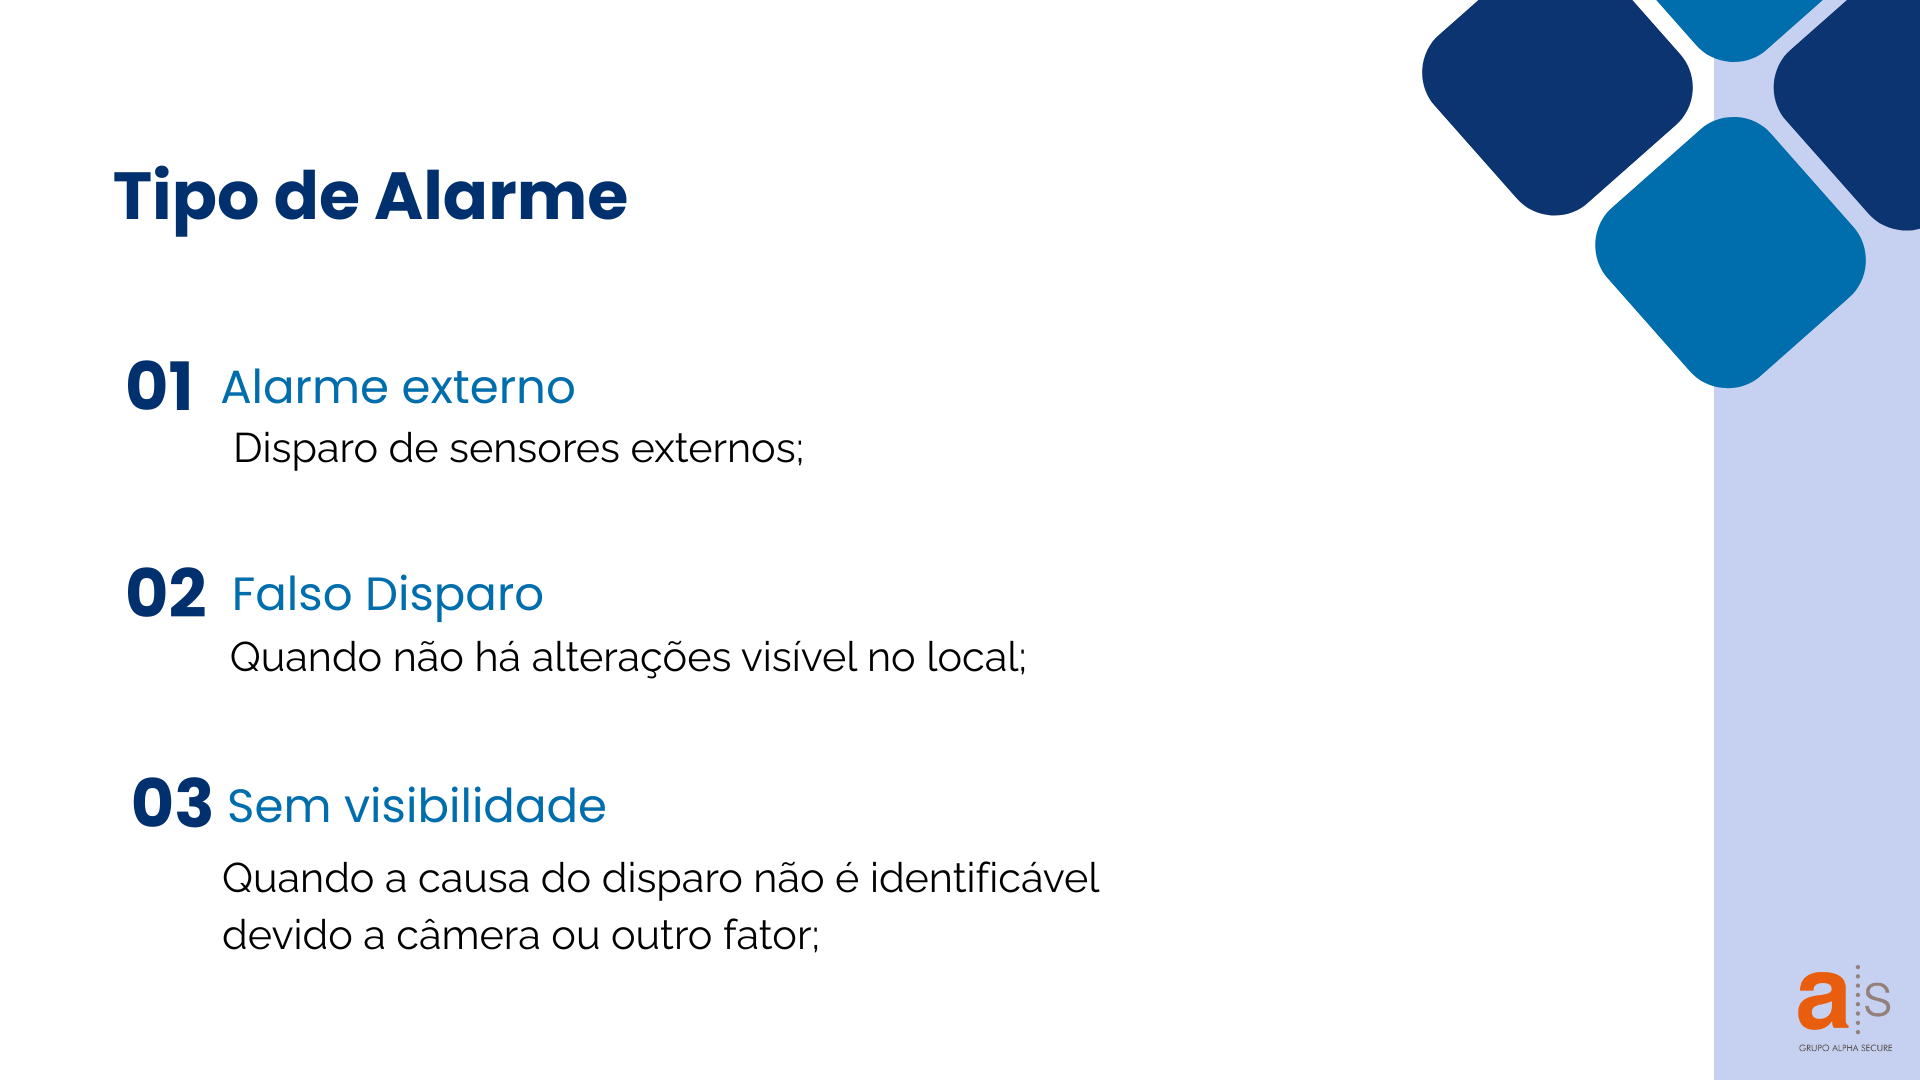 Tipo de Alarme
01 Alarme externo
Disparo de sensores externos;
02 Falso Disparo
Quando não há alterações visível no local;
03 Sem visibilidade
Quando a causa do disparo não é identificável
devido a câmera ou outro fator;
a s
GRUPO ALPHA SECURE